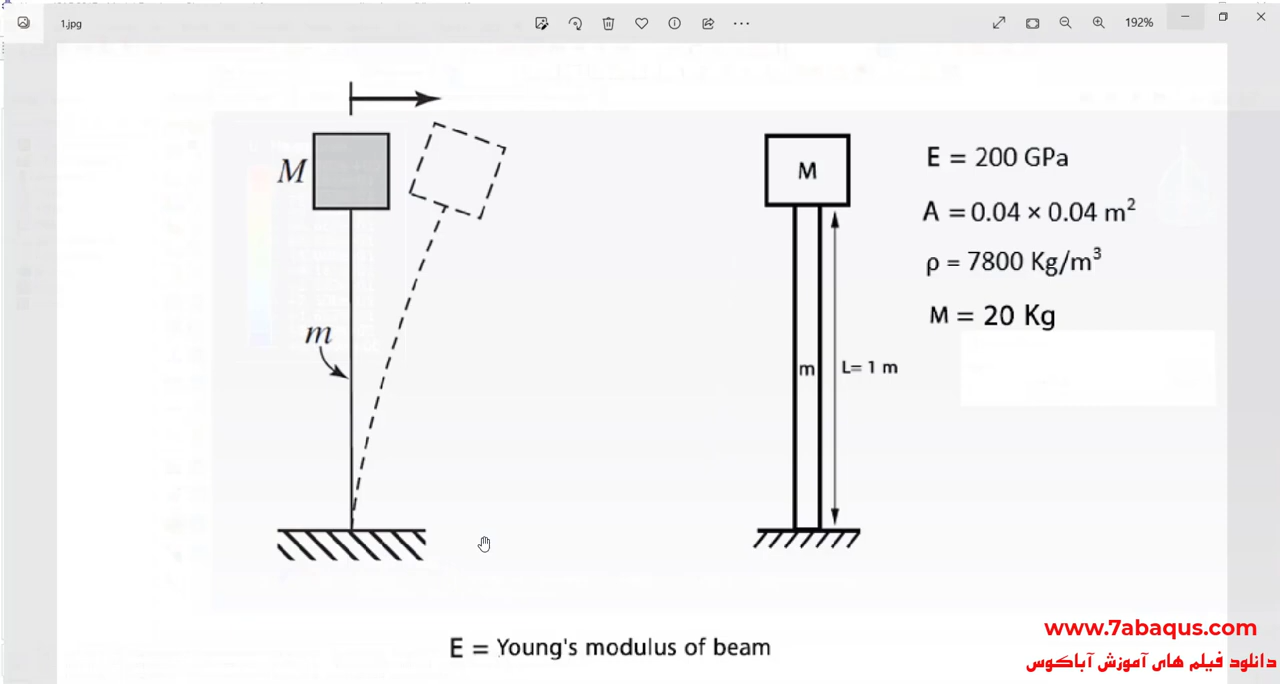 1.jpg
192%
M
m
M
m
L= 1 m
E = 200 GPa
A = 0.04 × 0.04 m²
ρ = 7800 Kg/m³
M = 20 Kg
E = Young's modulus of beam
www.7abaqus.com
دانلود فیلم های آموزش آباکوس